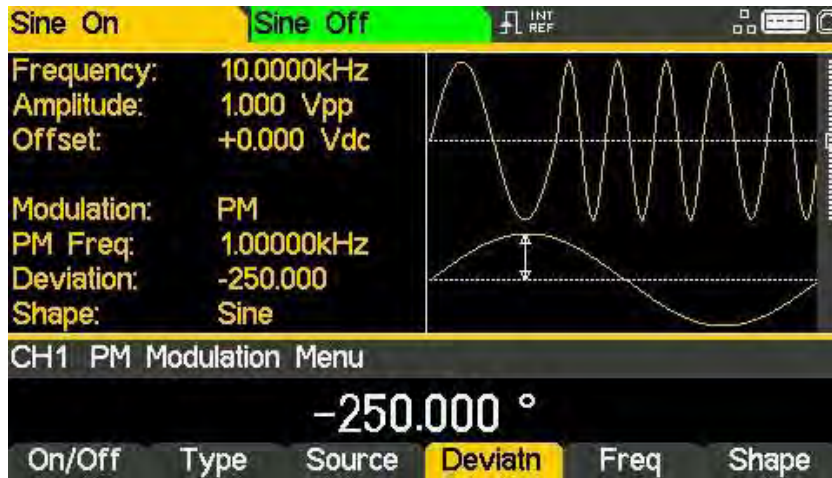 Sine On Sine Off INT REF
Frequency: 10.0000kHz
Amplitude: 1.000 Vpp
Offset: +0.000 Vdc
Modulation: PM
PM Freq: 1.00000kHz
Deviation: -250.000
Shape: Sine
CH1 PM Modulation Menu
-250.000 °
On/Off Type Source Deviatn Freq Shape